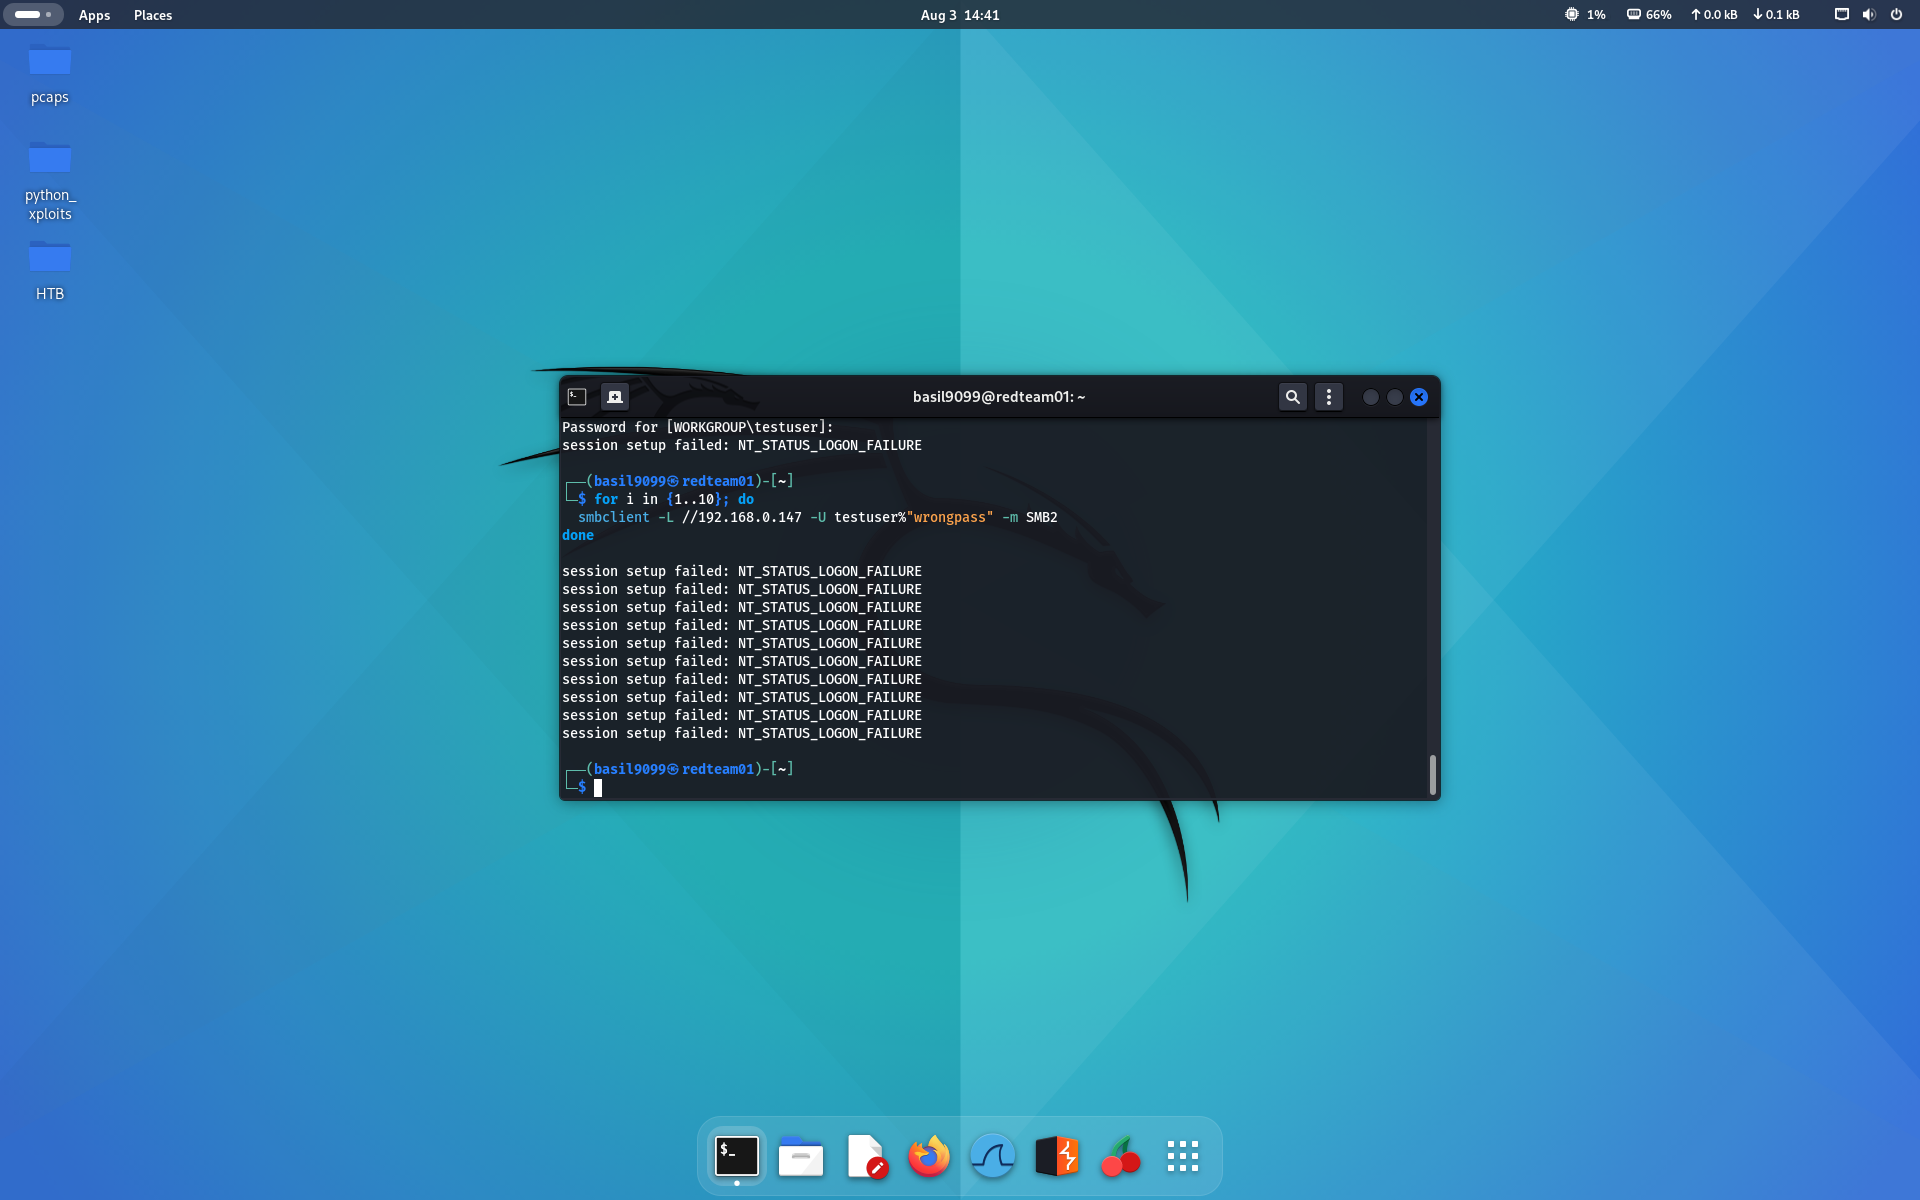 Apps Places Aug 3 14:41 1% 66% 0.0 kB 0.1 kB
pcaps
python_
xploits
HTB
basil9099@redteam01: ~
Password for [WORKGROUP\testuser]:
session setup failed: NT_STATUS_LOGON_FAILURE
┌──(basil9099㉿redteam01)-[~]
└─$ for i in {1..10}; do
smbclient -L //192.168.0.147 -U testuser%"wrongpass" -m SMB2
done
session setup failed: NT_STATUS_LOGON_FAILURE
session setup failed: NT_STATUS_LOGON_FAILURE
session setup failed: NT_STATUS_LOGON_FAILURE
session setup failed: NT_STATUS_LOGON_FAILURE
session setup failed: NT_STATUS_LOGON_FAILURE
session setup failed: NT_STATUS_LOGON_FAILURE
session setup failed: NT_STATUS_LOGON_FAILURE
session setup failed: NT_STATUS_LOGON_FAILURE
session setup failed: NT_STATUS_LOGON_FAILURE
session setup failed: NT_STATUS_LOGON_FAILURE
┌──(basil9099㉿redteam01)-[~]
└─$
$_